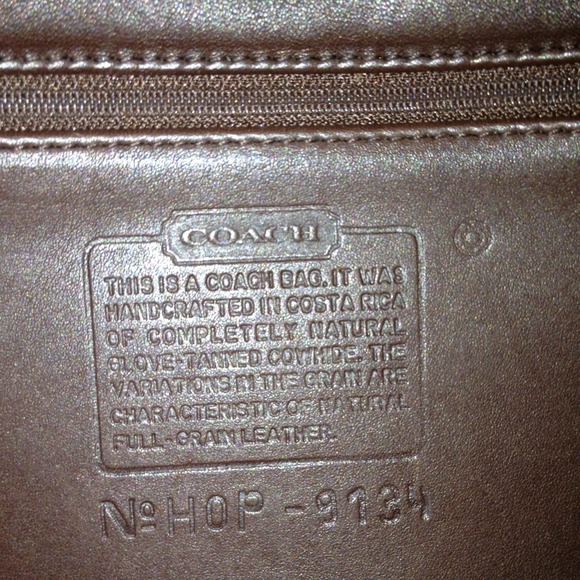 COACH
THIS IS A COACH BAG. IT WAS
HANDCRAFTED IN COSTA RICA
OF COMPLETELY NATURAL
GLOVE-TANNED COWHIDE. THE
VARIATIONS IN THE GRAIN ARE
CHARACTERISTIC OF NATURAL
FULL-GRAIN LEATHER.
No H0P-9134